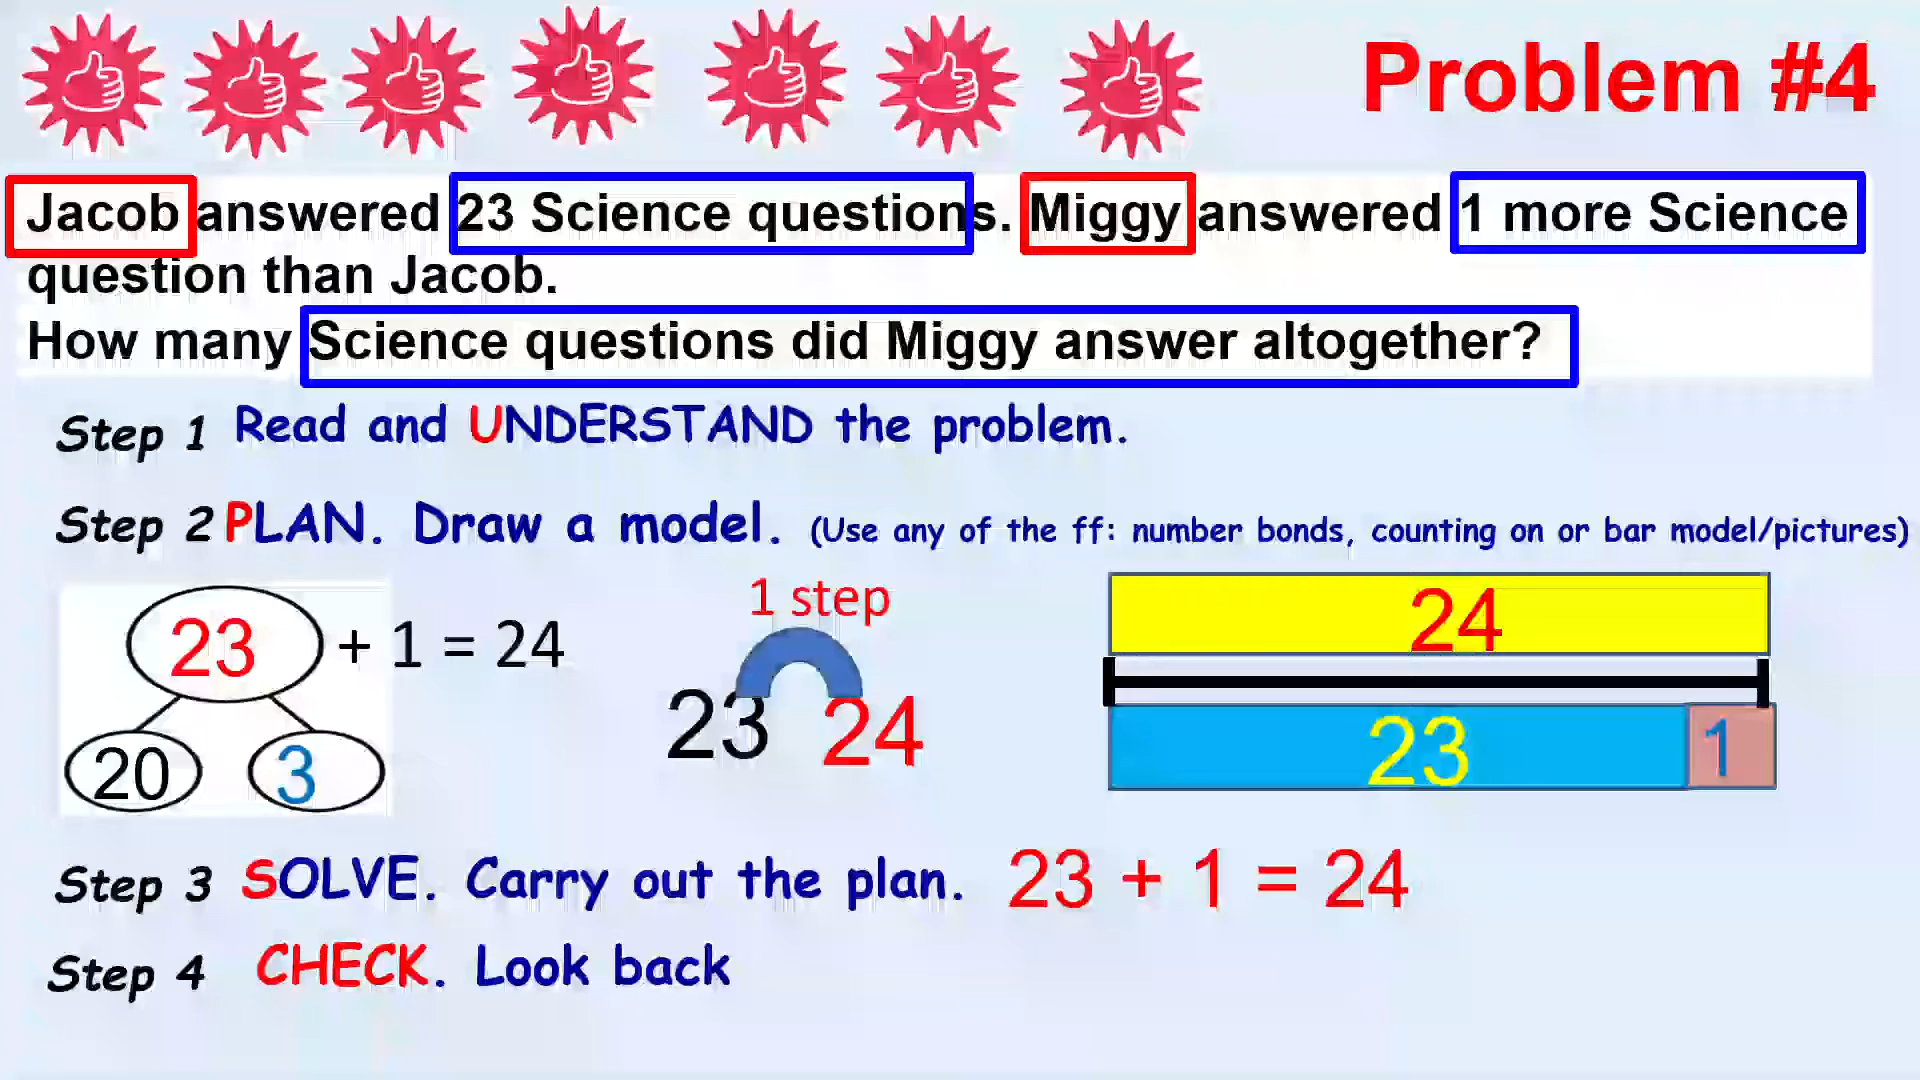 Problem #4
Jacob answered 23 Science questions. Miggy answered 1 more Science
question than Jacob.
How many Science questions did Miggy answer altogether?
Step 1 Read and UNDERSTAND the problem.
Step 2 PLAN. Draw a model. (Use any of the ff: number bonds, counting on or bar model/pictures)
23 + 1 = 24
20 3
1 step
23 24
24
23 1
Step 3 SOLVE. Carry out the plan. 23 + 1 = 24
Step 4 CHECK. Look back